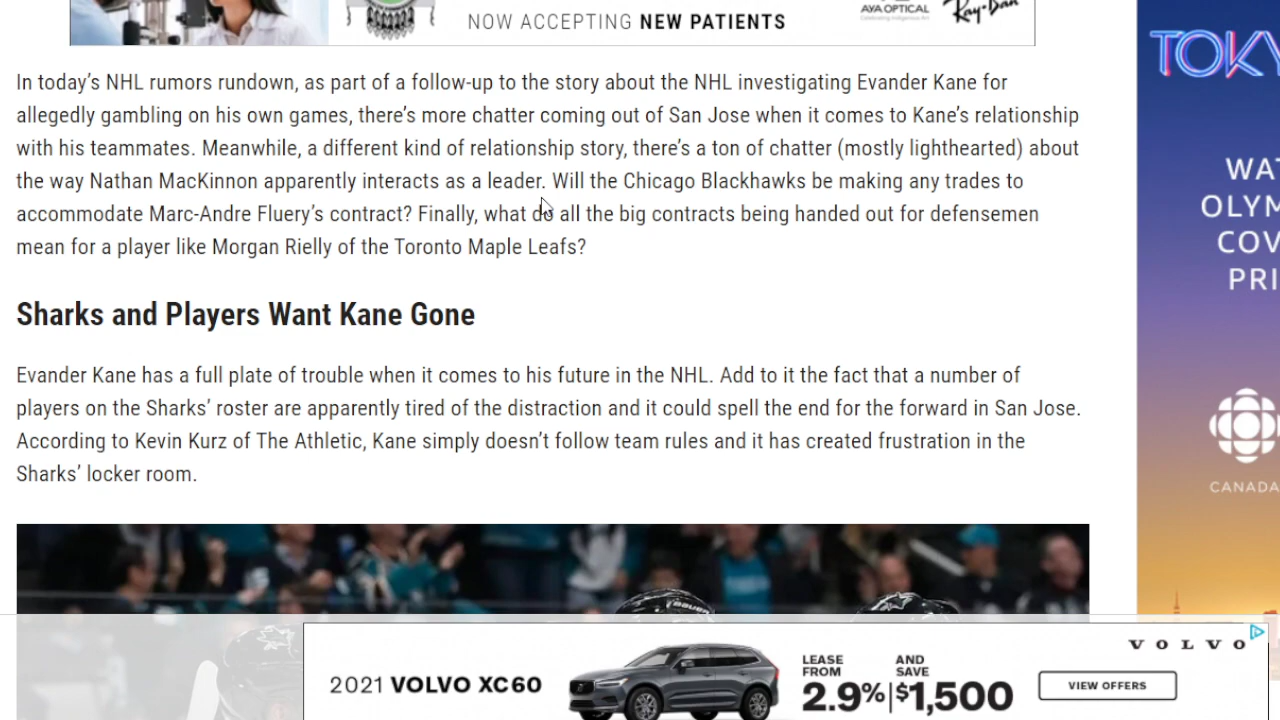 NOW ACCEPTING NEW PATIENTS
AYA OPTICAL
Ray-Ban
TOKY
In today’s NHL rumors rundown, as part of a follow-up to the story about the NHL investigating Evander Kane for
allegedly gambling on his own games, there’s more chatter coming out of San Jose when it comes to Kane’s relationship
with his teammates. Meanwhile, a different kind of relationship story, there’s a ton of chatter (mostly lighthearted) about
the way Nathan MacKinnon apparently interacts as a leader. Will the Chicago Blackhawks be making any trades to
accommodate Marc-Andre Fluery’s contract? Finally, what do all the big contracts being handed out for defensemen
mean for a player like Morgan Rielly of the Toronto Maple Leafs?
WA
OLYM
COV
PRI
Sharks and Players Want Kane Gone
Evander Kane has a full plate of trouble when it comes to his future in the NHL. Add to it the fact that a number of
players on the Sharks’ roster are apparently tired of the distraction and it could spell the end for the forward in San Jose.
According to Kevin Kurz of The Athletic, Kane simply doesn’t follow team rules and it has created frustration in the
Sharks’ locker room.
CANADA
BAUER
2021 VOLVO XC60
LEASE FROM 2.9%
AND SAVE $1,500
VOLVO
VIEW OFFERS